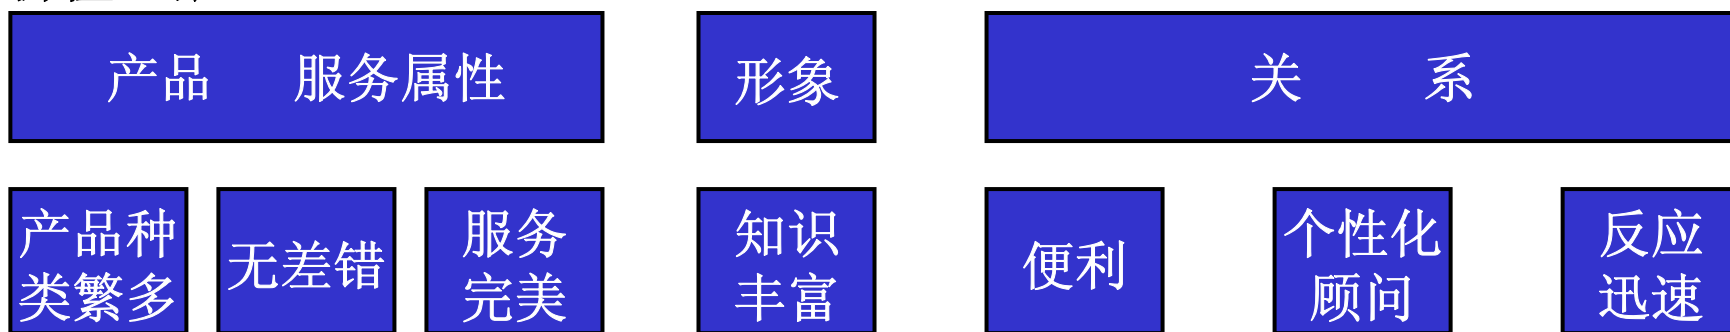 产品 服务属性
形象
关 系
产品种
类繁多
无差错
服务
完美
知识
丰富
便利
个性化
顾问
反应
迅速